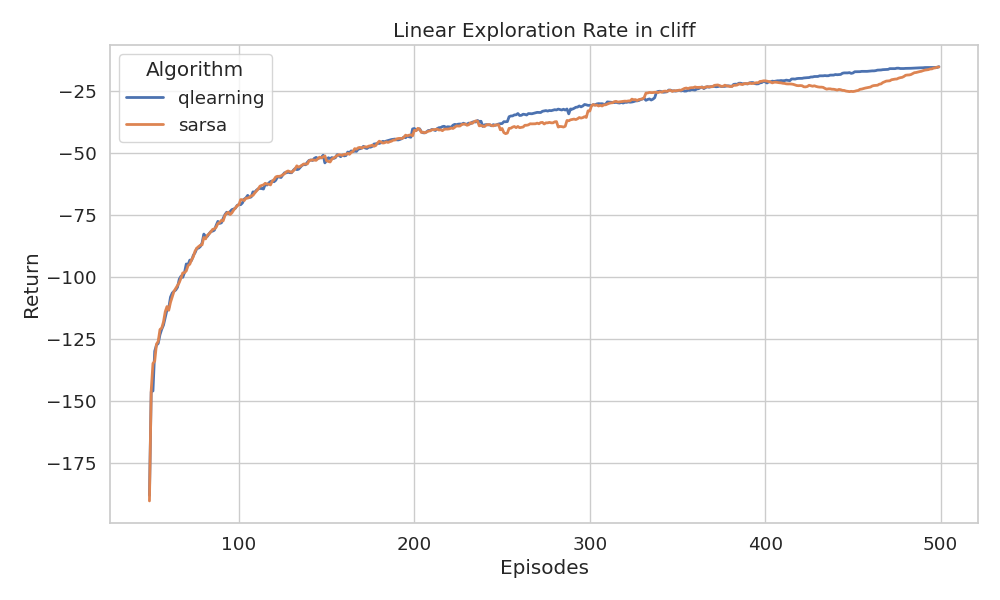 Linear Exploration Rate in cliff
Algorithm
qlearning
sarsa
Return
−25
−50
−75
−100
−125
−150
−175
100 200 300 400 500
Episodes